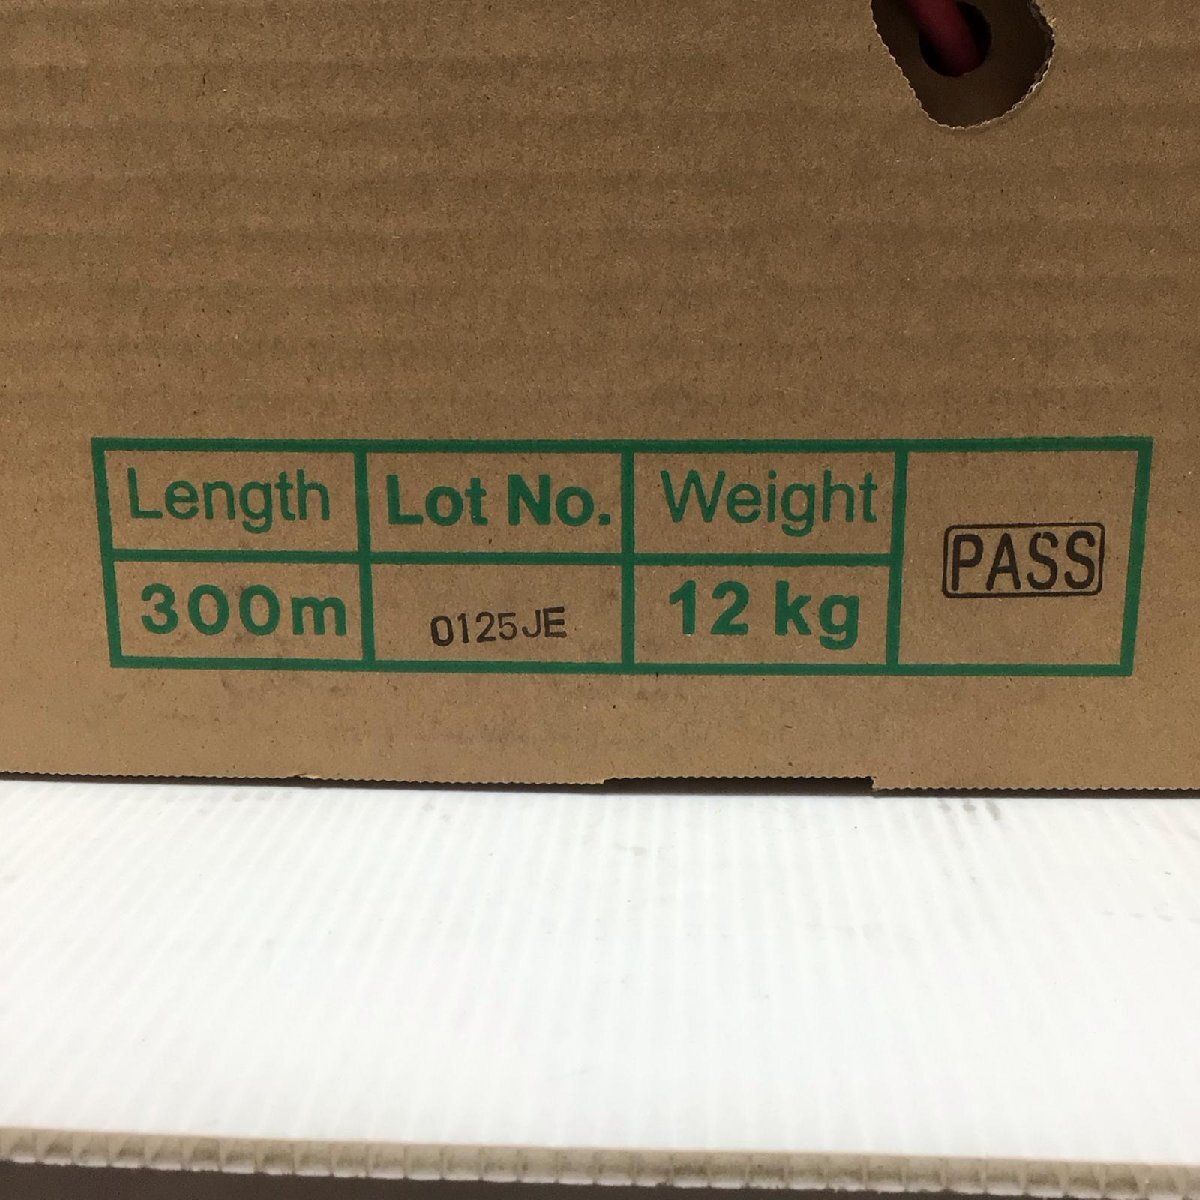 Length Lot No. Weight
PASS
300m 0125JE 12 kg